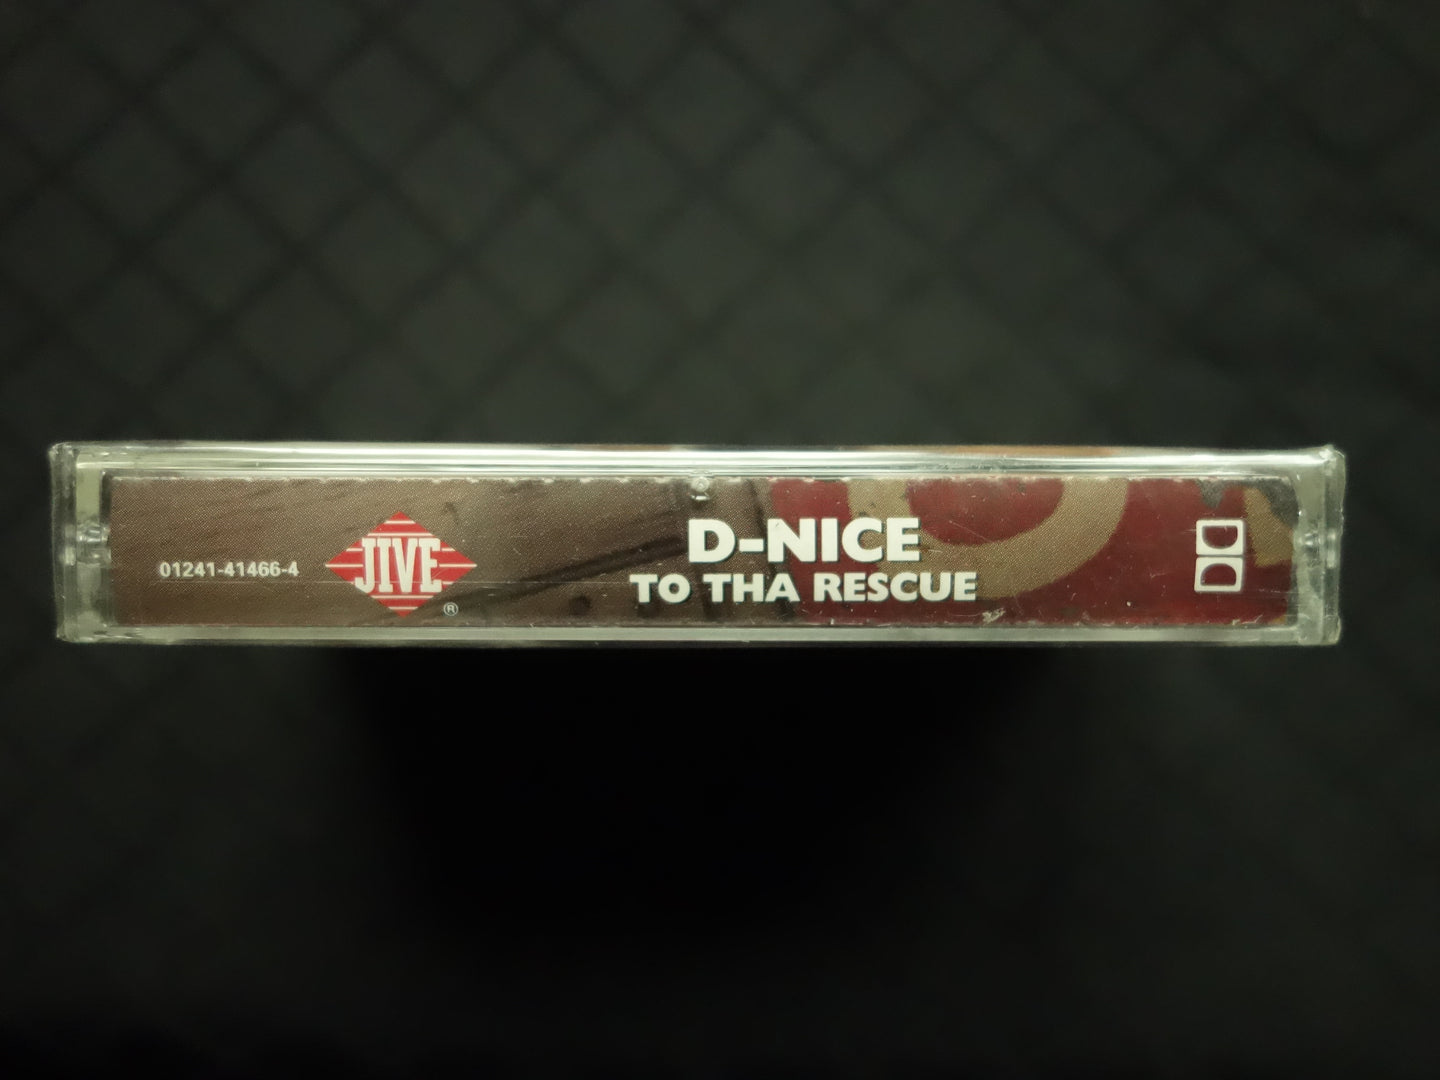 01241-41466-4
JIVE
®
D-NICE
TO THA RESCUE